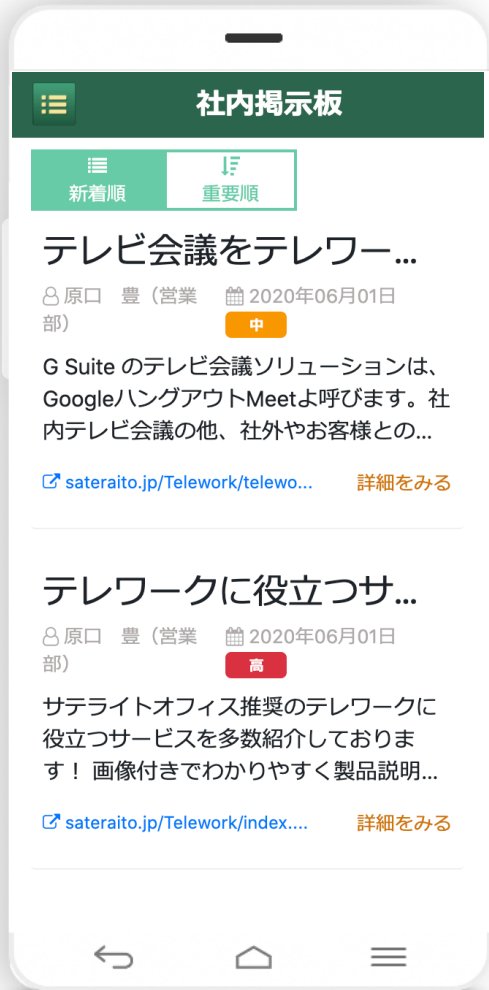 社内掲示板
新着順
重要順
テレビ会議をテレワー...
原口 豊（営業部） 2020年06月01日
中
G Suite のテレビ会議ソリューションは、
GoogleハングアウトMeetよ呼びます。社
内テレビ会議の他、社外やお客様との...
sateraito.jp/Telework/telewo... 詳細をみる
テレワークに役立つサ...
原口 豊（営業部） 2020年06月01日
高
サテライトオフィス推奨のテレワークに
役立つサービスを多数紹介しておりま
す！ 画像付きでわかりやすく製品説明...
sateraito.jp/Telework/index.... 詳細をみる